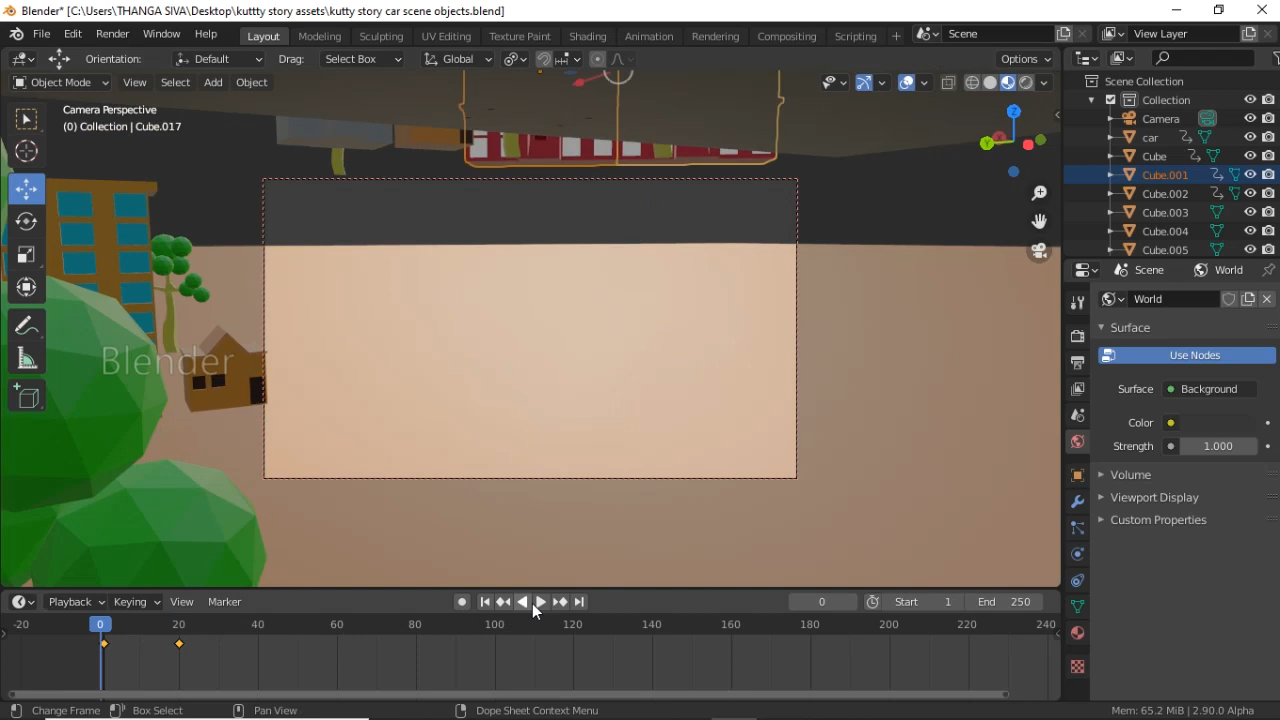 Blender* [C:\Users\THANGA SIVA\Desktop\kuttty story assets\kutty story car scene objects.blend]
File Edit Render Window Help Layout Modeling Sculpting UV Editing Texture Paint Shading Animation Rendering Compositing Scripting + Scene View Layer
Orientation: Default Drag: Select Box Global Options
Object Mode View Select Add Object
Scene Collection
Collection
Camera
car
Cube
Cube.001
Cube.002
Cube.003
Cube.004
Cube.005
Camera Perspective
(0) Collection | Cube.017
Blender
Scene World
World
Surface
Use Nodes
Surface Background
Color
Strength 1.000
Volume
Viewport Display
Custom Properties
Playback Keying View Marker 0 Start 1 End 250
-20 0 20 40 60 80 100 120 140 160 180 200 220 240
Change Frame Box Select Pan View Dope Sheet Context Menu Mem: 65.2 MiB | 2.90.0 Alpha